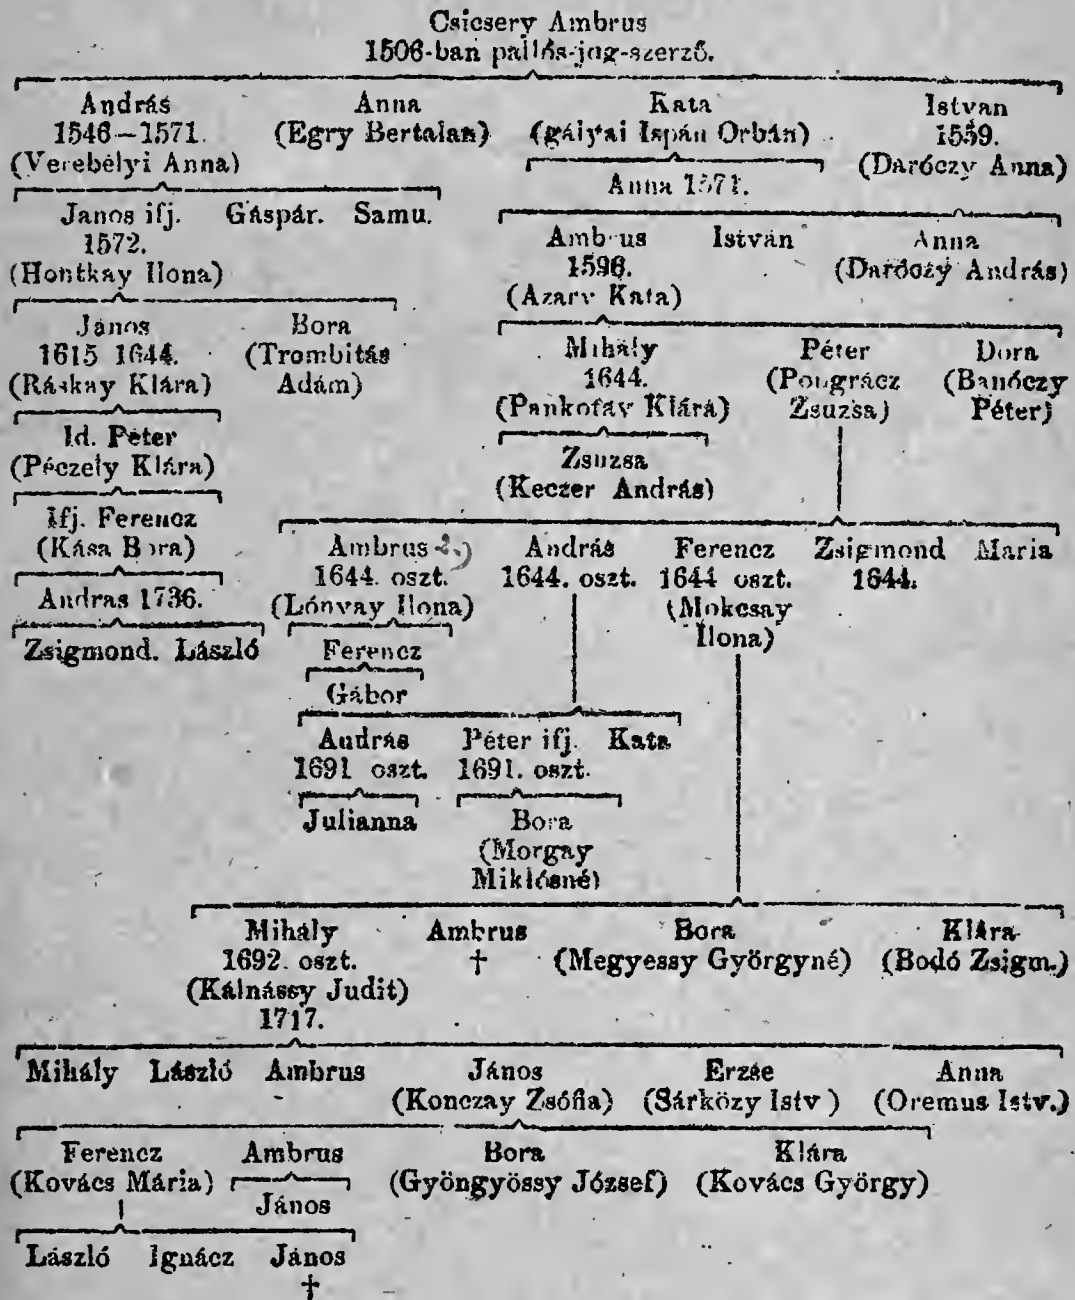 Csicsery Ambrus
1506-ban pallós-jog-szerző.
András Anna Kata Istvan
1546—1571. (Egry Bertalan) (gályai Ispán Orbán) 1559.
(Verebélyi Anna) (Daróczy Anna)
Anna 1571.
Janos ifj. Gáspár. Samu.
1572.
(Hontkay Ilona)
Ambrus István Anna
1596. (Daróczy András)
(Azary Kata)
János Bora
1615 1644. (Trombitás
(Ráskay Klára) Adám)
Mihály Péter Dora
1644. (Pongrácz (Banóczy
(Pankofay Klára) Zsuzsa) Péter)
Id. Péter
(Péczely Klára)
Zsuzsa
(Keczer András)
Ifj. Ferencz
(Kása Bora)
Ambrus András Ferencz Zsigmond Maria
1644. oszt. 1644. oszt. 1644 oszt. 1644.
(Lónyay Ilona) (Mokcsay
Ilona)
Andras 1736.
Zsigmond. László
Ferencz
Gábor
András Péter ifj. Kata
1691 oszt. 1691. oszt.
Julianna Bora
(Morgay
Miklósné)
Mihály Ambrus Bora Klára
1692. oszt. † (Megyessy Györgyné) (Bodó Zsigm.)
(Kálnássy Judit)
1717.
Mihály László Ambrus János Erzse Anna
(Konczay Zsófia) (Sárközy Istv) (Oremus Istv.)
Ferencz Ambrus Bora Klára
(Kovács Mária) (Gyöngyössy József) (Kovács György)
János
László Ignácz János
†